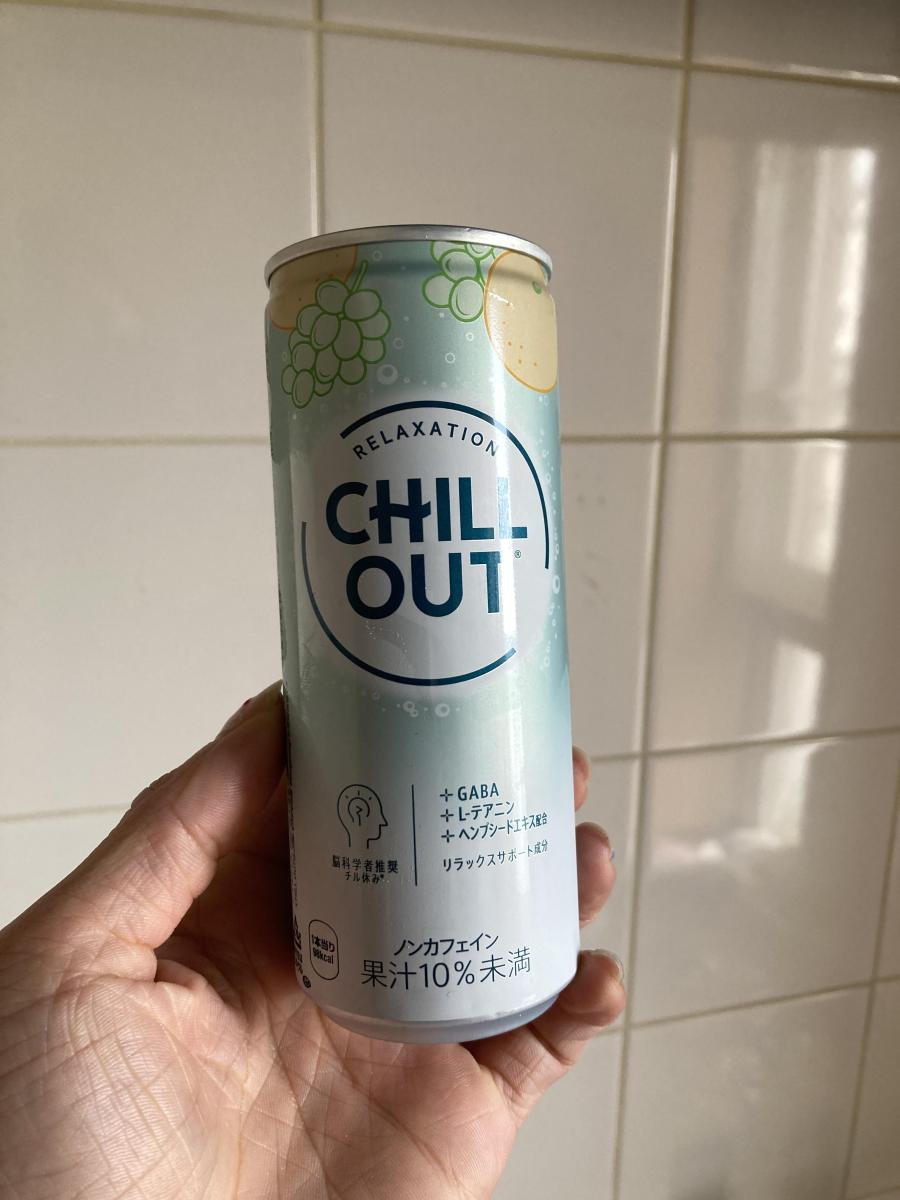 RELAXATION
CHILL
OUT®
GABA
L-テアニン
ヘンプシードエキス配合
リラックスサポート成分
脳科学者推奨
チル休み*
1本当り
98kcal
ノンカフェイン
果汁10%未満